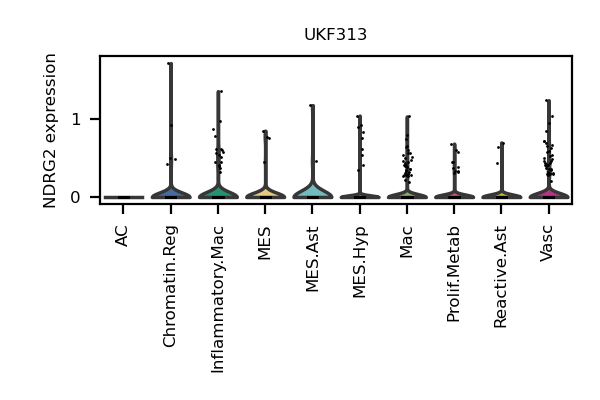 UKF313
NDRG2 expression
1
0
AC
Chromatin.Reg
Inflammatory.Mac
MES
MES.Ast
MES.Hyp
Mac
Prolif.Metab
Reactive.Ast
Vasc